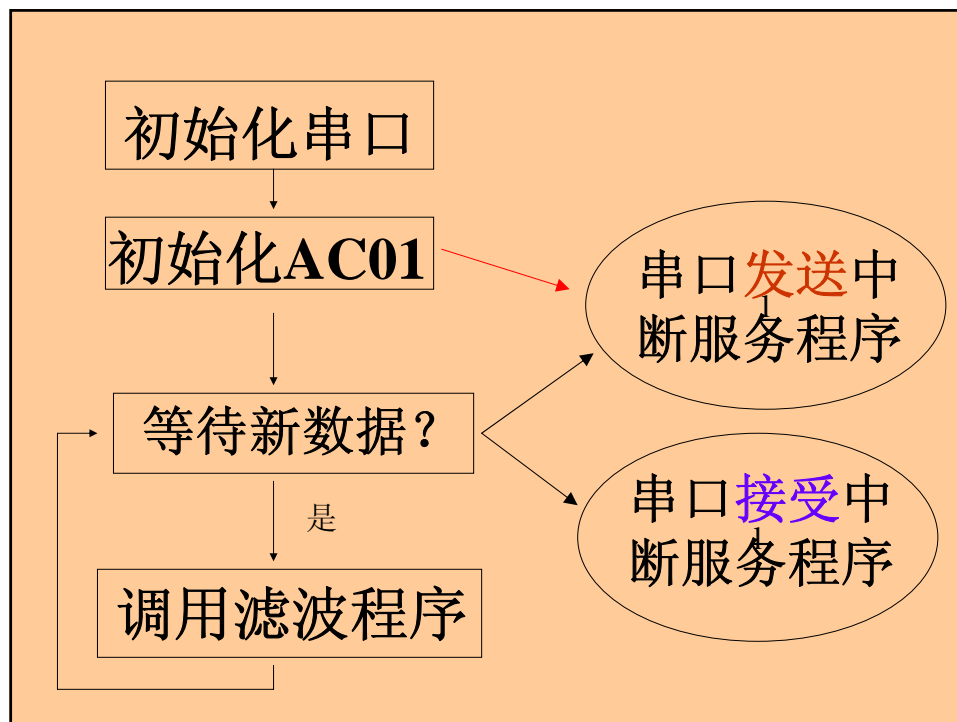 初始化串口
初始化AC01
串口发送中
1
断服务程序
等待新数据？
串口接受中
1
断服务程序
是
调用滤波程序